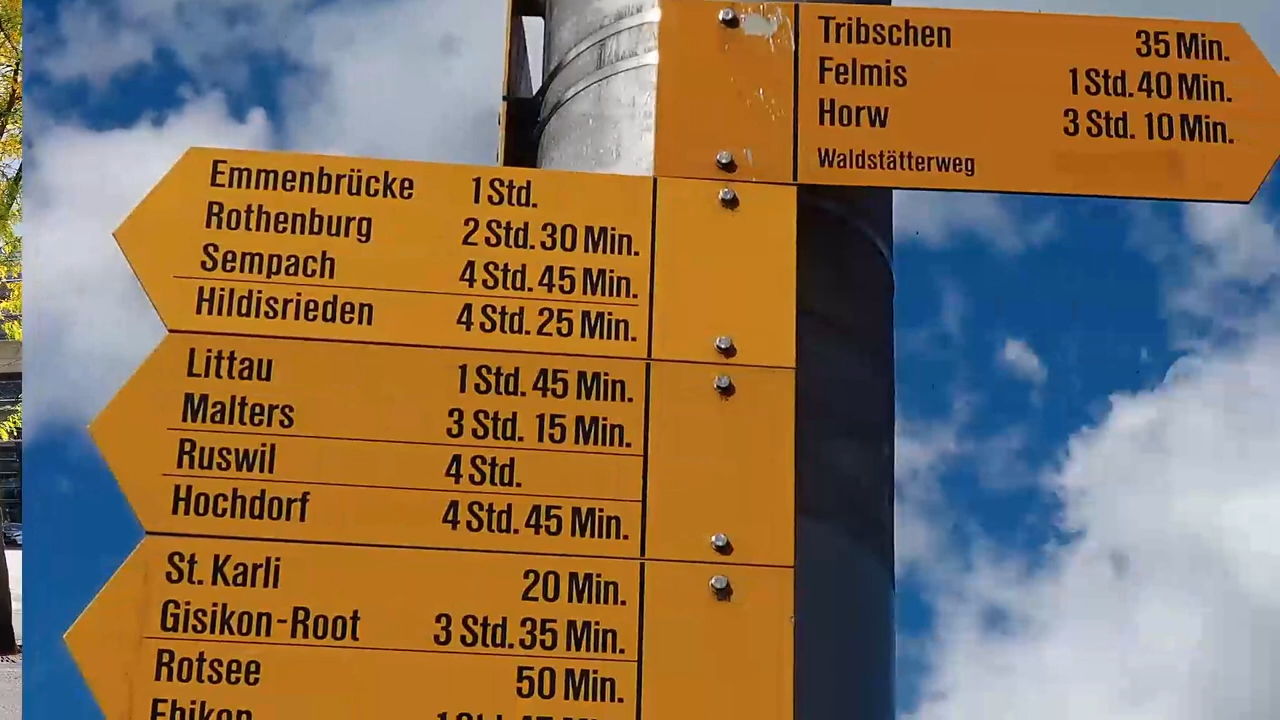 Tribschen 35 Min.
Felmis 1 Std. 40 Min.
Horw 3 Std. 10 Min.
Waldstätterweg
Emmenbrücke 1 Std.
Rothenburg 2 Std. 30 Min.
Sempach 4 Std. 45 Min.
Hildisrieden 4 Std. 25 Min.
Littau 1 Std. 45 Min.
Malters 3 Std. 15 Min.
Ruswil 4 Std.
Hochdorf 4 Std. 45 Min.
St. Karli 20 Min.
Gisikon-Root 3 Std. 35 Min.
Rotsee 50 Min.
Ebikon